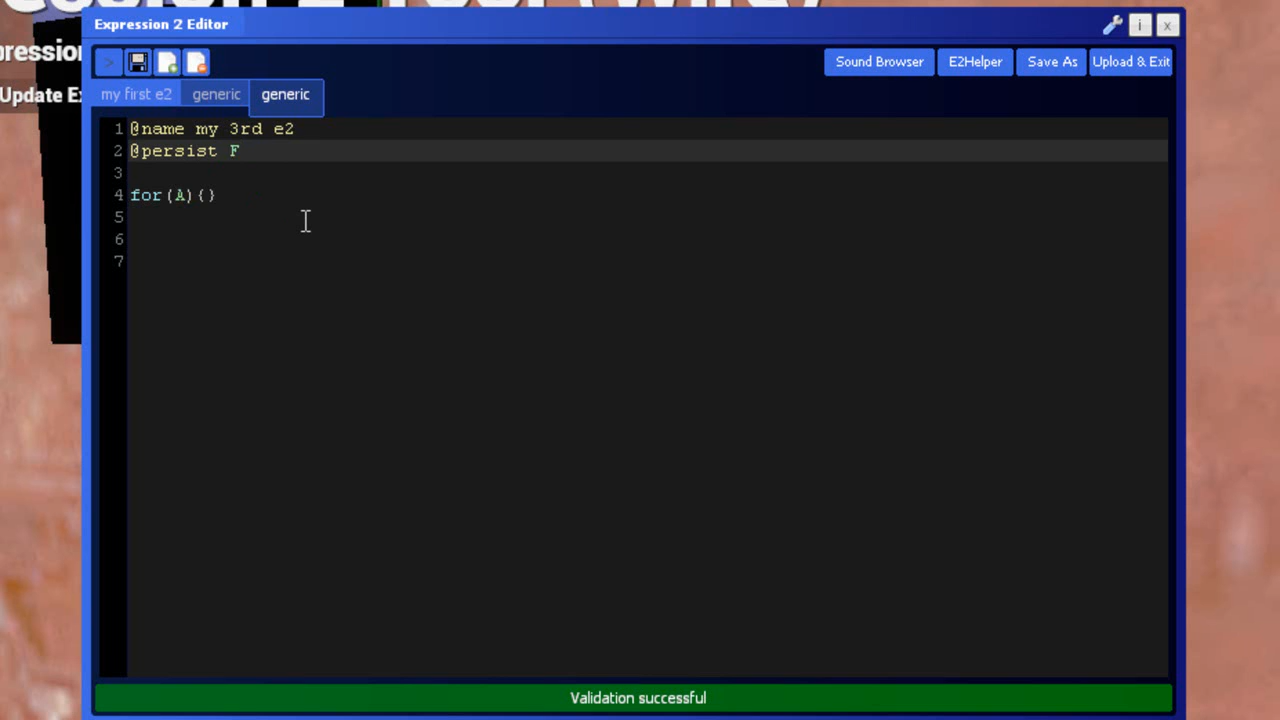 Expression 2 Editor
i
x
>
Sound Browser
E2Helper
Save As
Upload & Exit
my first e2
generic
generic
1 @name my 3rd e2
2 @persist F
3
4 for(A){}
5
6
7
Validation successful